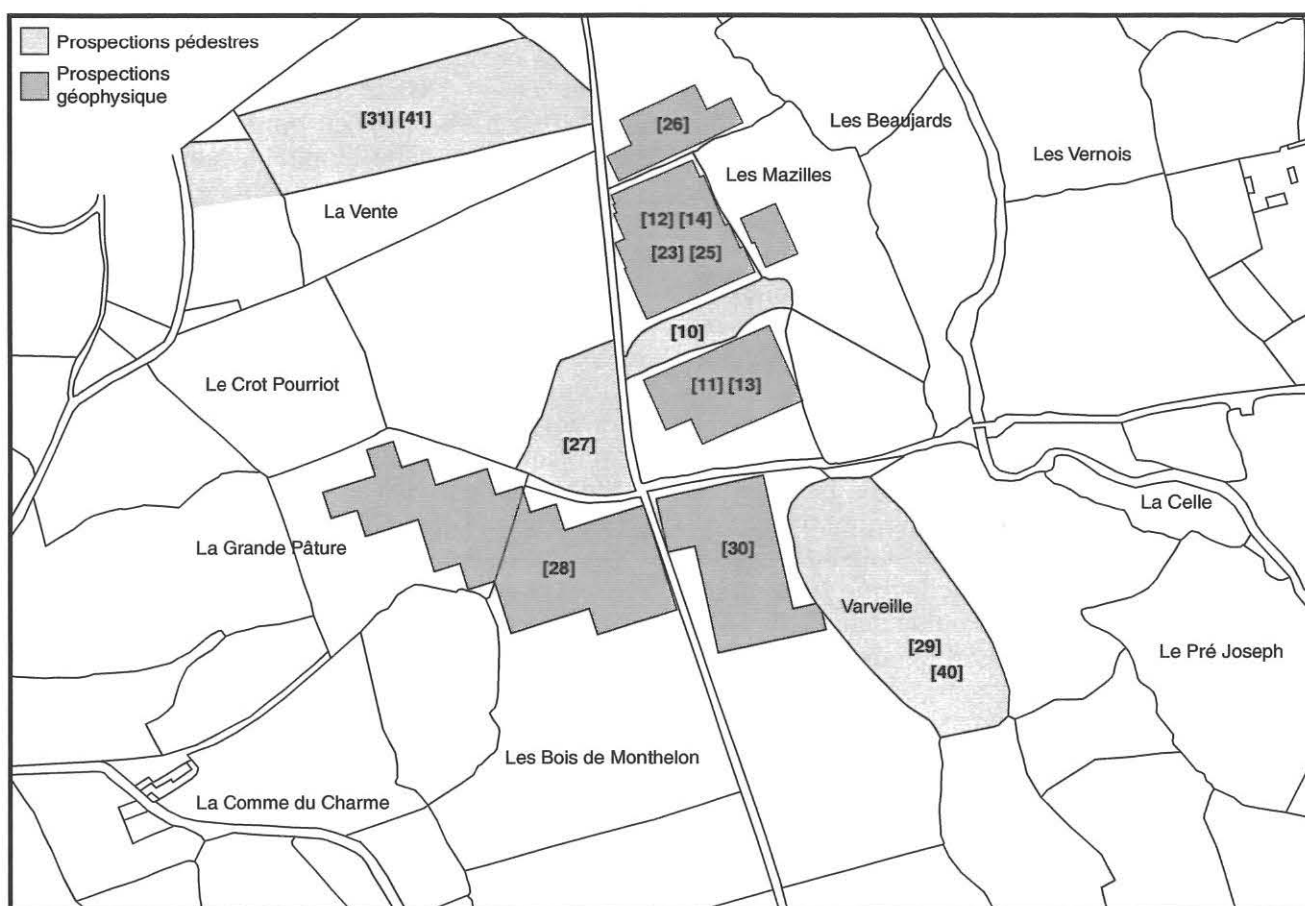 Prospections pédestres
Prospections
géophysique
[31] [41]
[26]
Les Beaujards
Les Vernois
Les Mazilles
La Vente
[12] [14]
[23] [25]
[10]
Le Crot Pourriot
[11] [13]
[27]
La Celle
La Grande Pâture
[28]
[30]
Varveille
[29]
[40]
Le Pré Joseph
Les Bois de Monthelon
La Comme du Charme